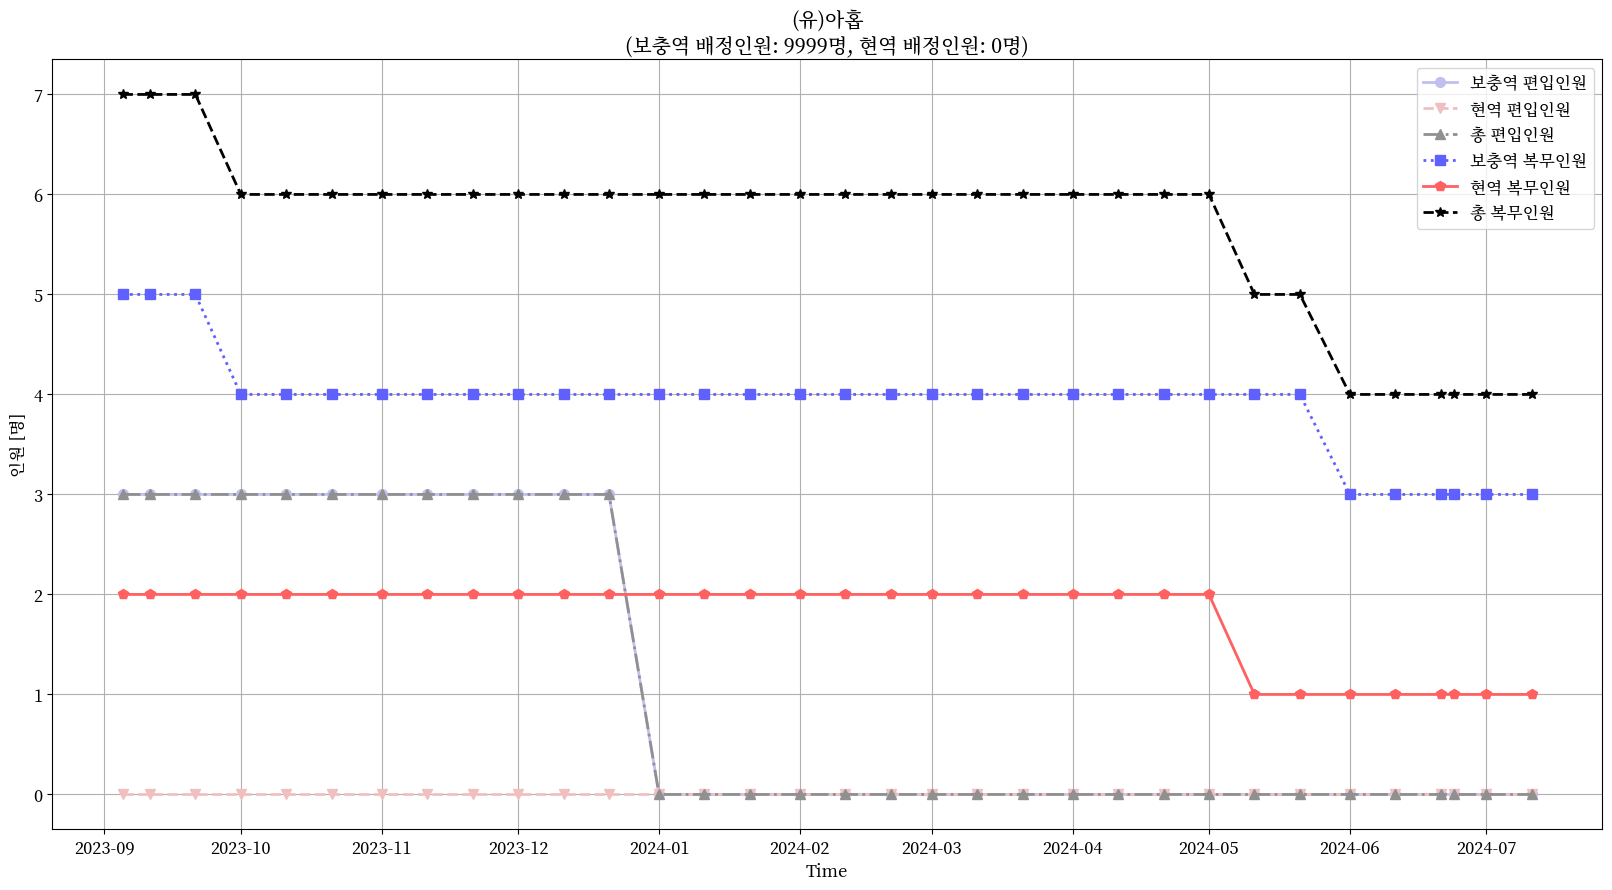 (유)아홉
(보충역 배정인원: 9999명, 현역 배정인원: 0명)
보충역 편입인원
현역 편입인원
총 편입인원
보충역 복무인원
현역 복무인원
총 복무인원
인원 [명]
7
6
5
4
3
2
1
0
2023-09 2023-10 2023-11 2023-12 2024-01 2024-02 2024-03 2024-04 2024-05 2024-06 2024-07
Time